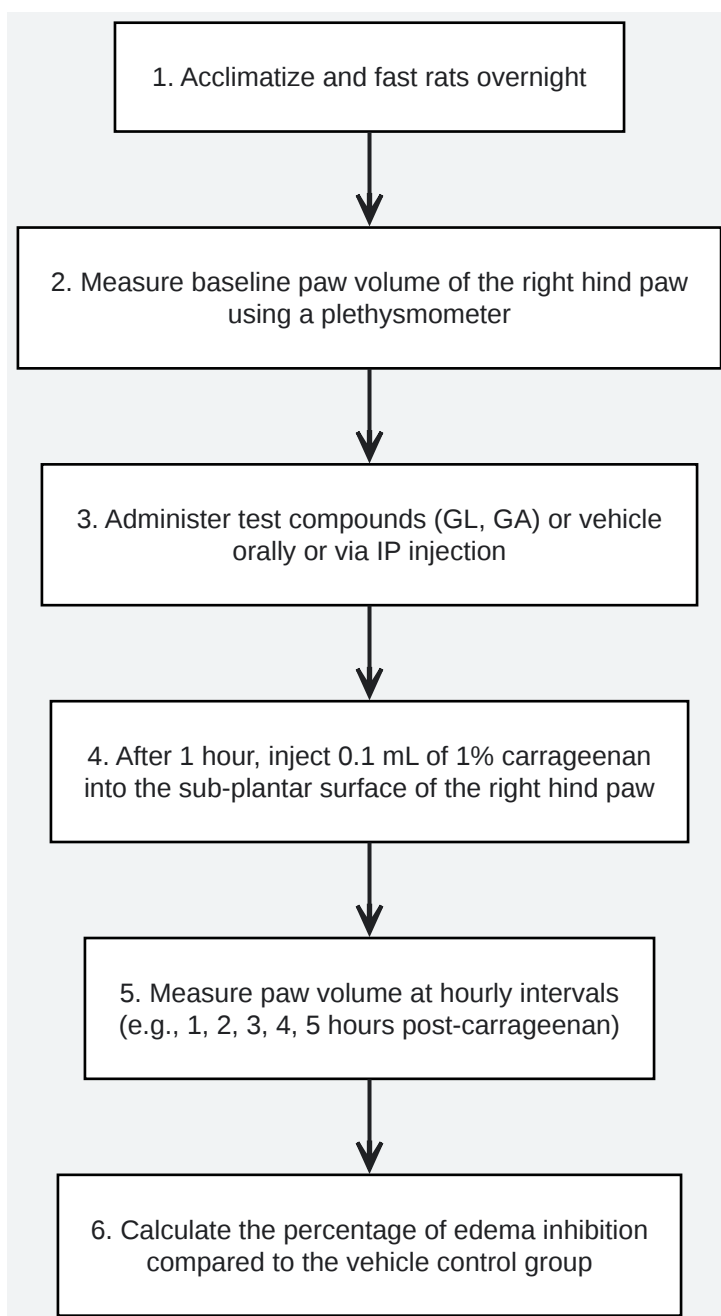 1. Acclimatize and fast rats overnight
2. Measure baseline paw volume of the right hind paw
using a plethysmometer
3. Administer test compounds (GL, GA) or vehicle
orally or via IP injection
4. After 1 hour, inject 0.1 mL of 1% carrageenan
into the sub-plantar surface of the right hind paw
5. Measure paw volume at hourly intervals
(e.g., 1, 2, 3, 4, 5 hours post-carrageenan)
6. Calculate the percentage of edema inhibition
compared to the vehicle control group